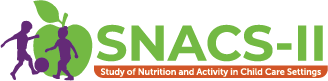 SNACS-II
Study of Nutrition and Activity in Child Care Settings